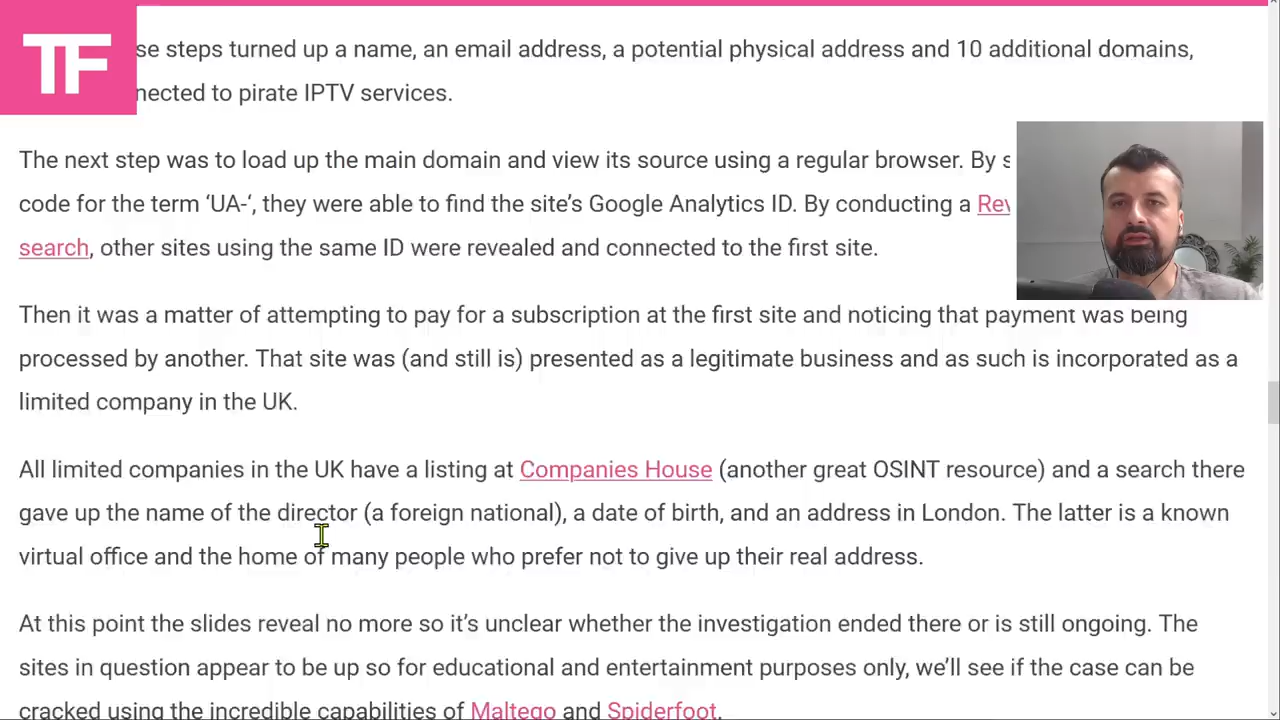 TF
se steps turned up a name, an email address, a potential physical address and 10 additional domains,
nected to pirate IPTV services.
The next step was to load up the main domain and view its source using a regular browser. By s
code for the term ‘UA-‘, they were able to find the site’s Google Analytics ID. By conducting a Rev
search, other sites using the same ID were revealed and connected to the first site.
Then it was a matter of attempting to pay for a subscription at the first site and noticing that payment was being
processed by another. That site was (and still is) presented as a legitimate business and as such is incorporated as a
limited company in the UK.
All limited companies in the UK have a listing at Companies House (another great OSINT resource) and a search there
gave up the name of the director (a foreign national), a date of birth, and an address in London. The latter is a known
virtual office and the home of many people who prefer not to give up their real address.
At this point the slides reveal no more so it’s unclear whether the investigation ended there or is still ongoing. The
sites in question appear to be up so for educational and entertainment purposes only, we’ll see if the case can be
cracked using the incredible capabilities of Maltego and Spiderfoot.